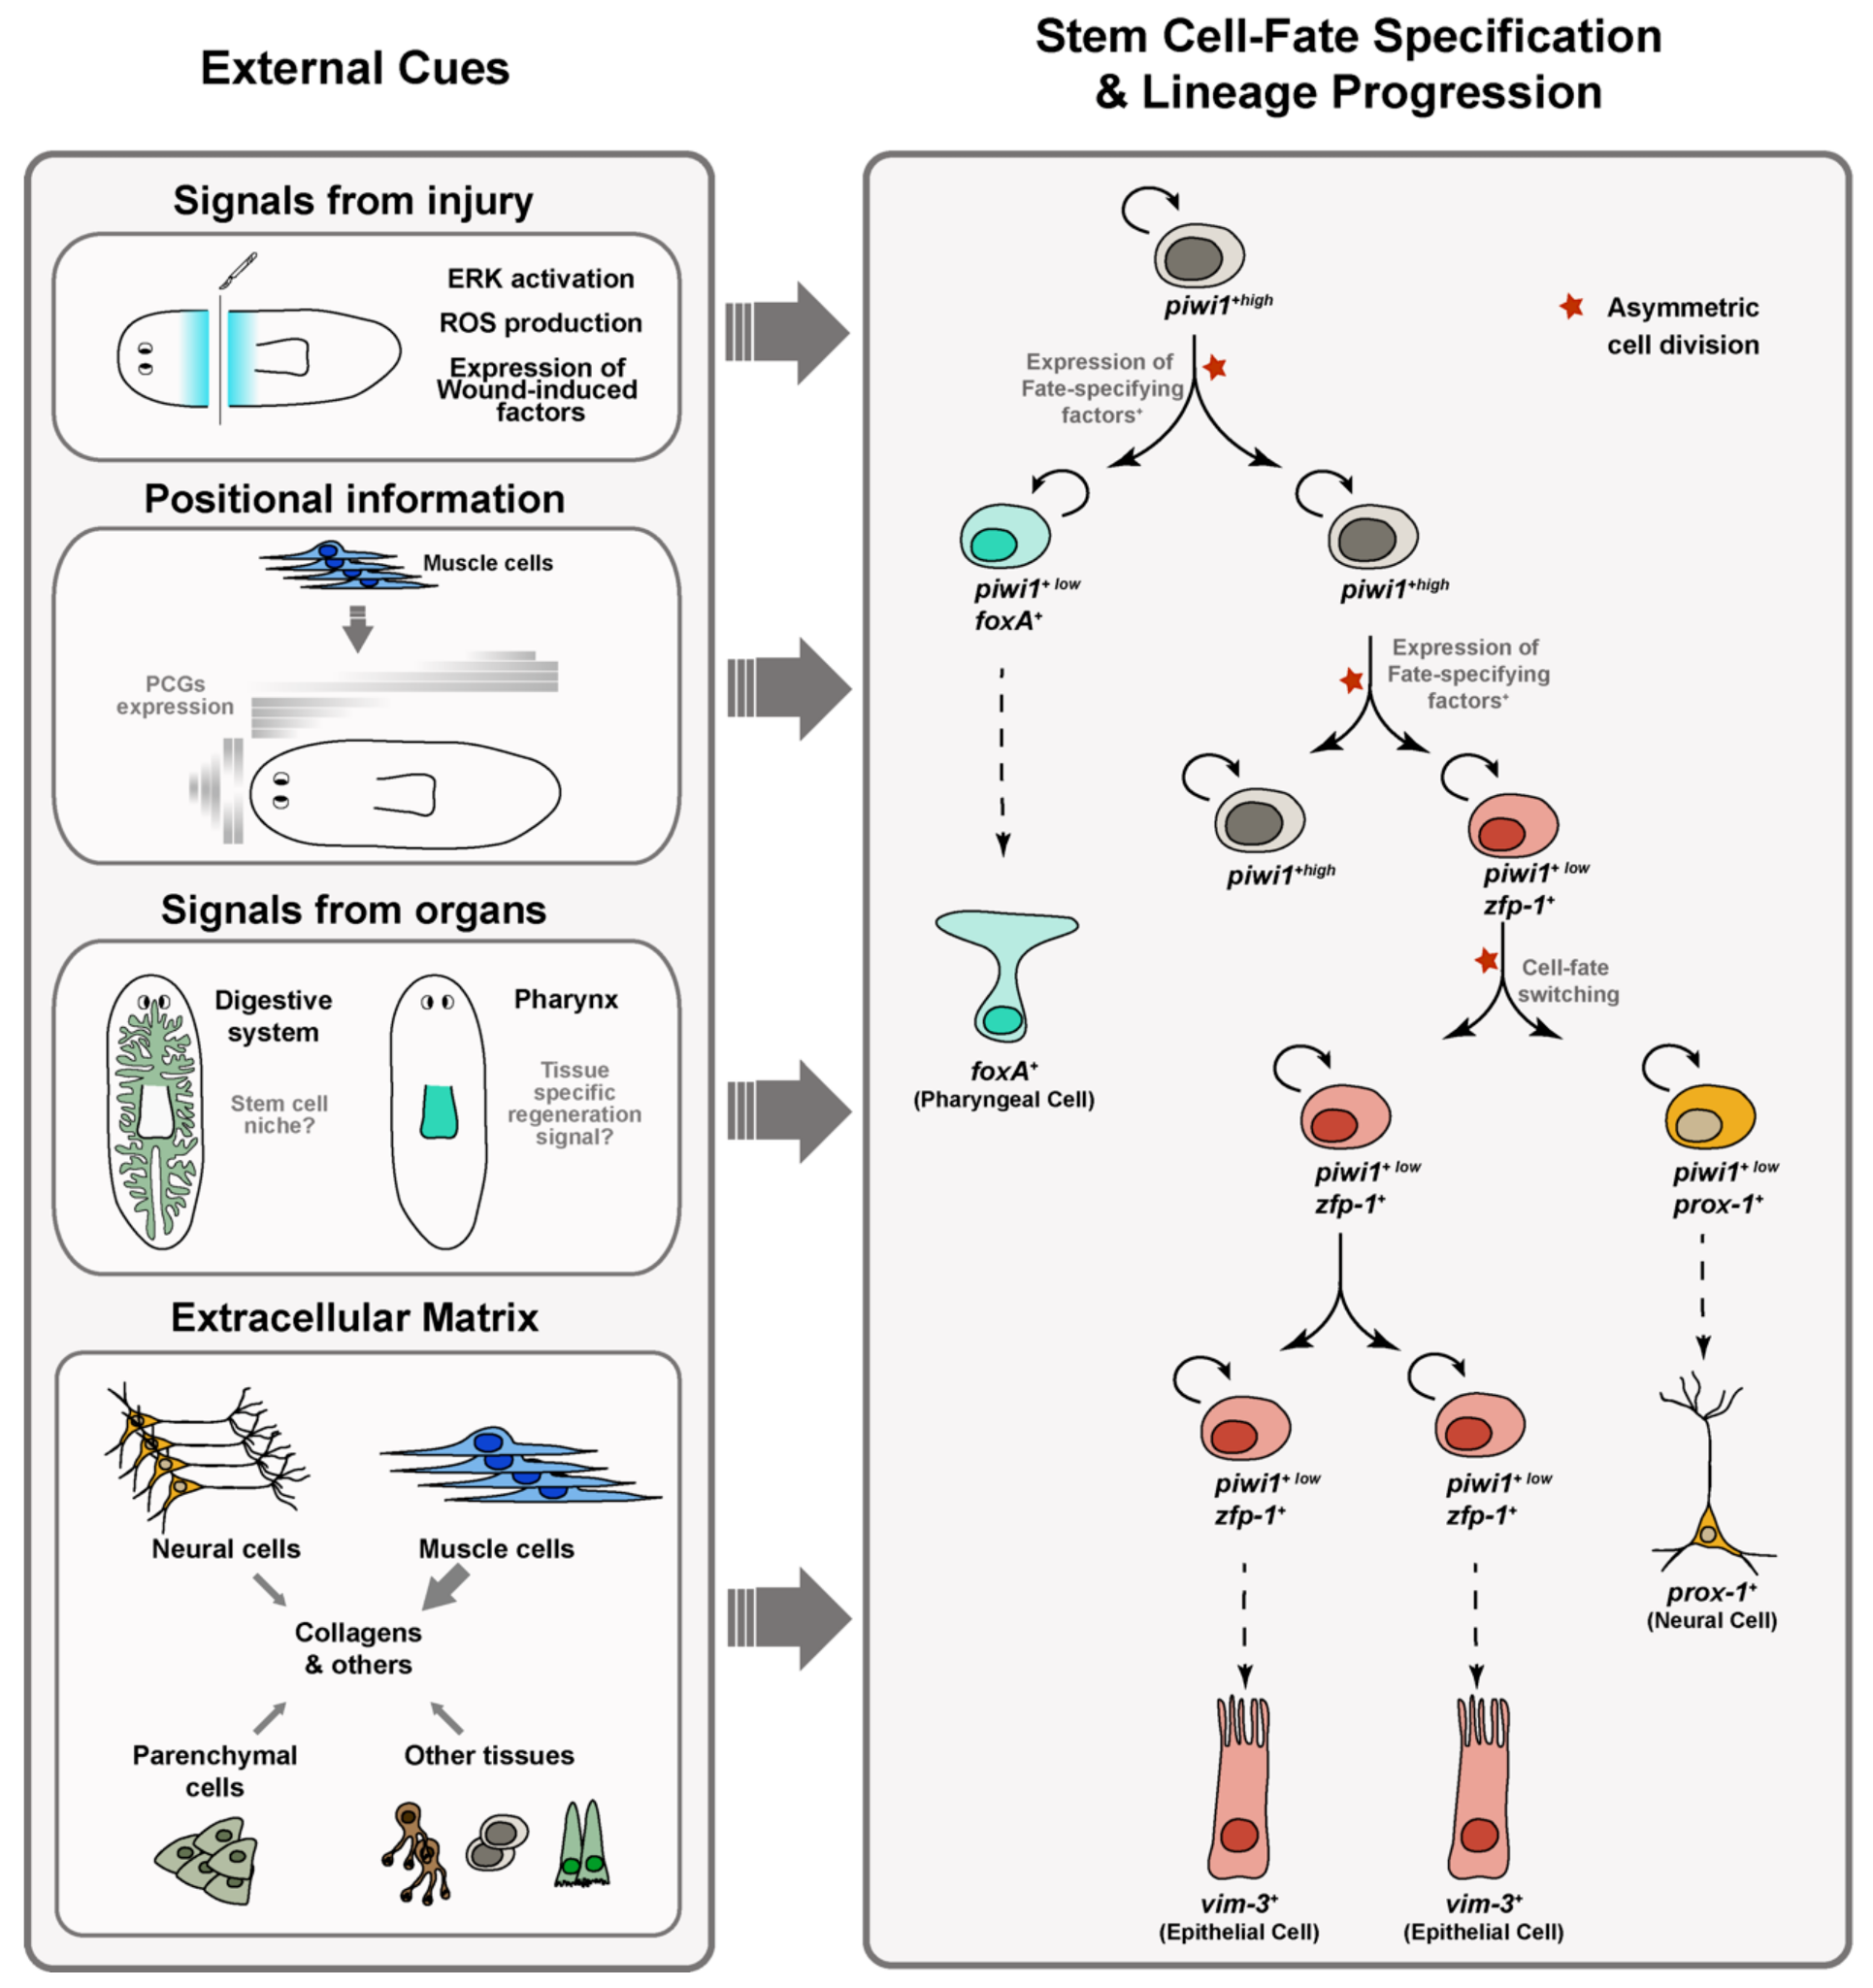 External Cues
Signals from injury
ERK activation
ROS production
Expression of
Wound-induced
factors
Positional information
Muscle cells
PCGs
expression
Signals from organs
Digestive
system
Stem cell
niche?
Pharynx
Tissue
specific
regeneration
signal?
Extracellular Matrix
Neural cells
Muscle cells
Collagens
& others
Parenchymal
cells
Other tissues
Stem Cell-Fate Specification
& Lineage Progression
piwi1+high
Asymmetric
cell division
Expression of
Fate-specifying
factors+
piwi1+ low
foxA+
piwi1+high
Expression of
Fate-specifying
factors+
piwi1+high
piwi1+ low
zfp-1+
Cell-fate
switching
foxA+
(Pharyngeal Cell)
piwi1+ low
zfp-1+
piwi1+ low
prox-1+
piwi1+ low
zfp-1+
piwi1+ low
zfp-1+
prox-1+
(Neural Cell)
vim-3+
(Epithelial Cell)
vim-3+
(Epithelial Cell)